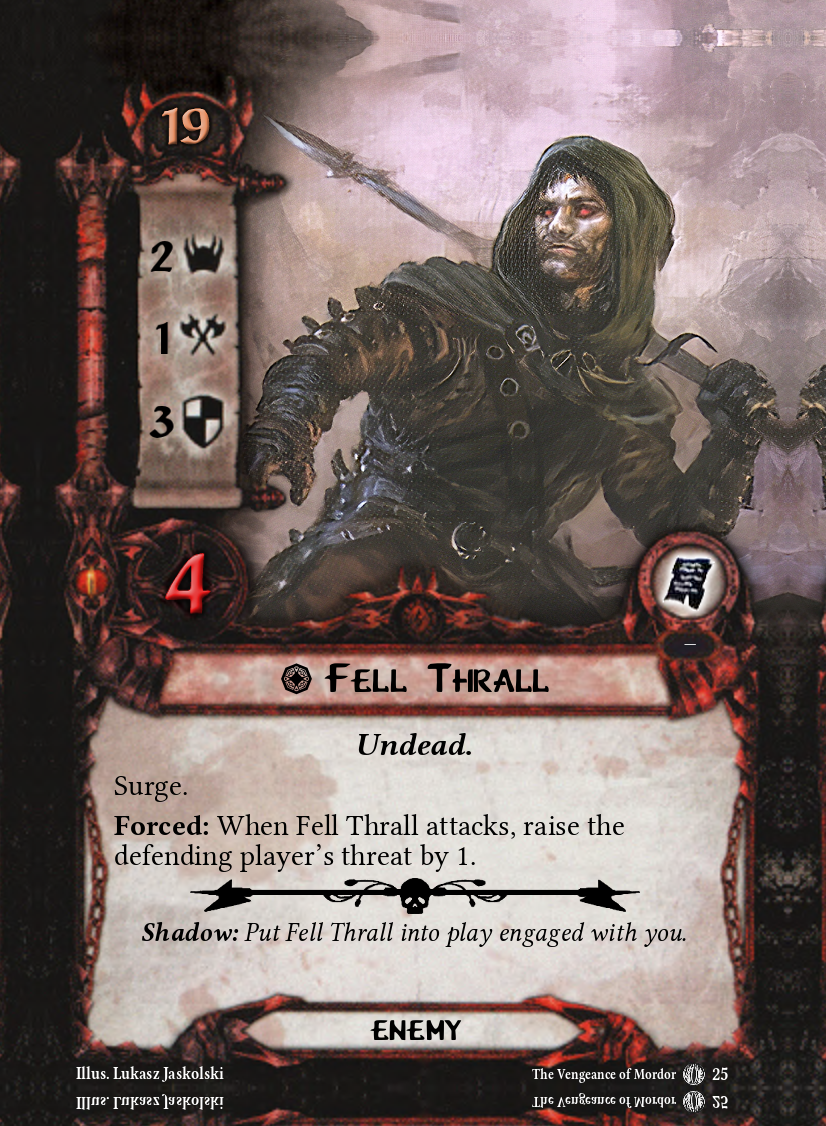 19
2
1
3
4
–
Fell Thrall
Undead.
Surge.
Forced: When Fell Thrall attacks, raise the
defending player’s threat by 1.
Shadow: Put Fell Thrall into play engaged with you.
ENEMY
Illus. Lukasz Jaskolski
The Vengeance of Mordor 25
Illus. Lukasz Jaskolski
The Vengeance of Mordor 25